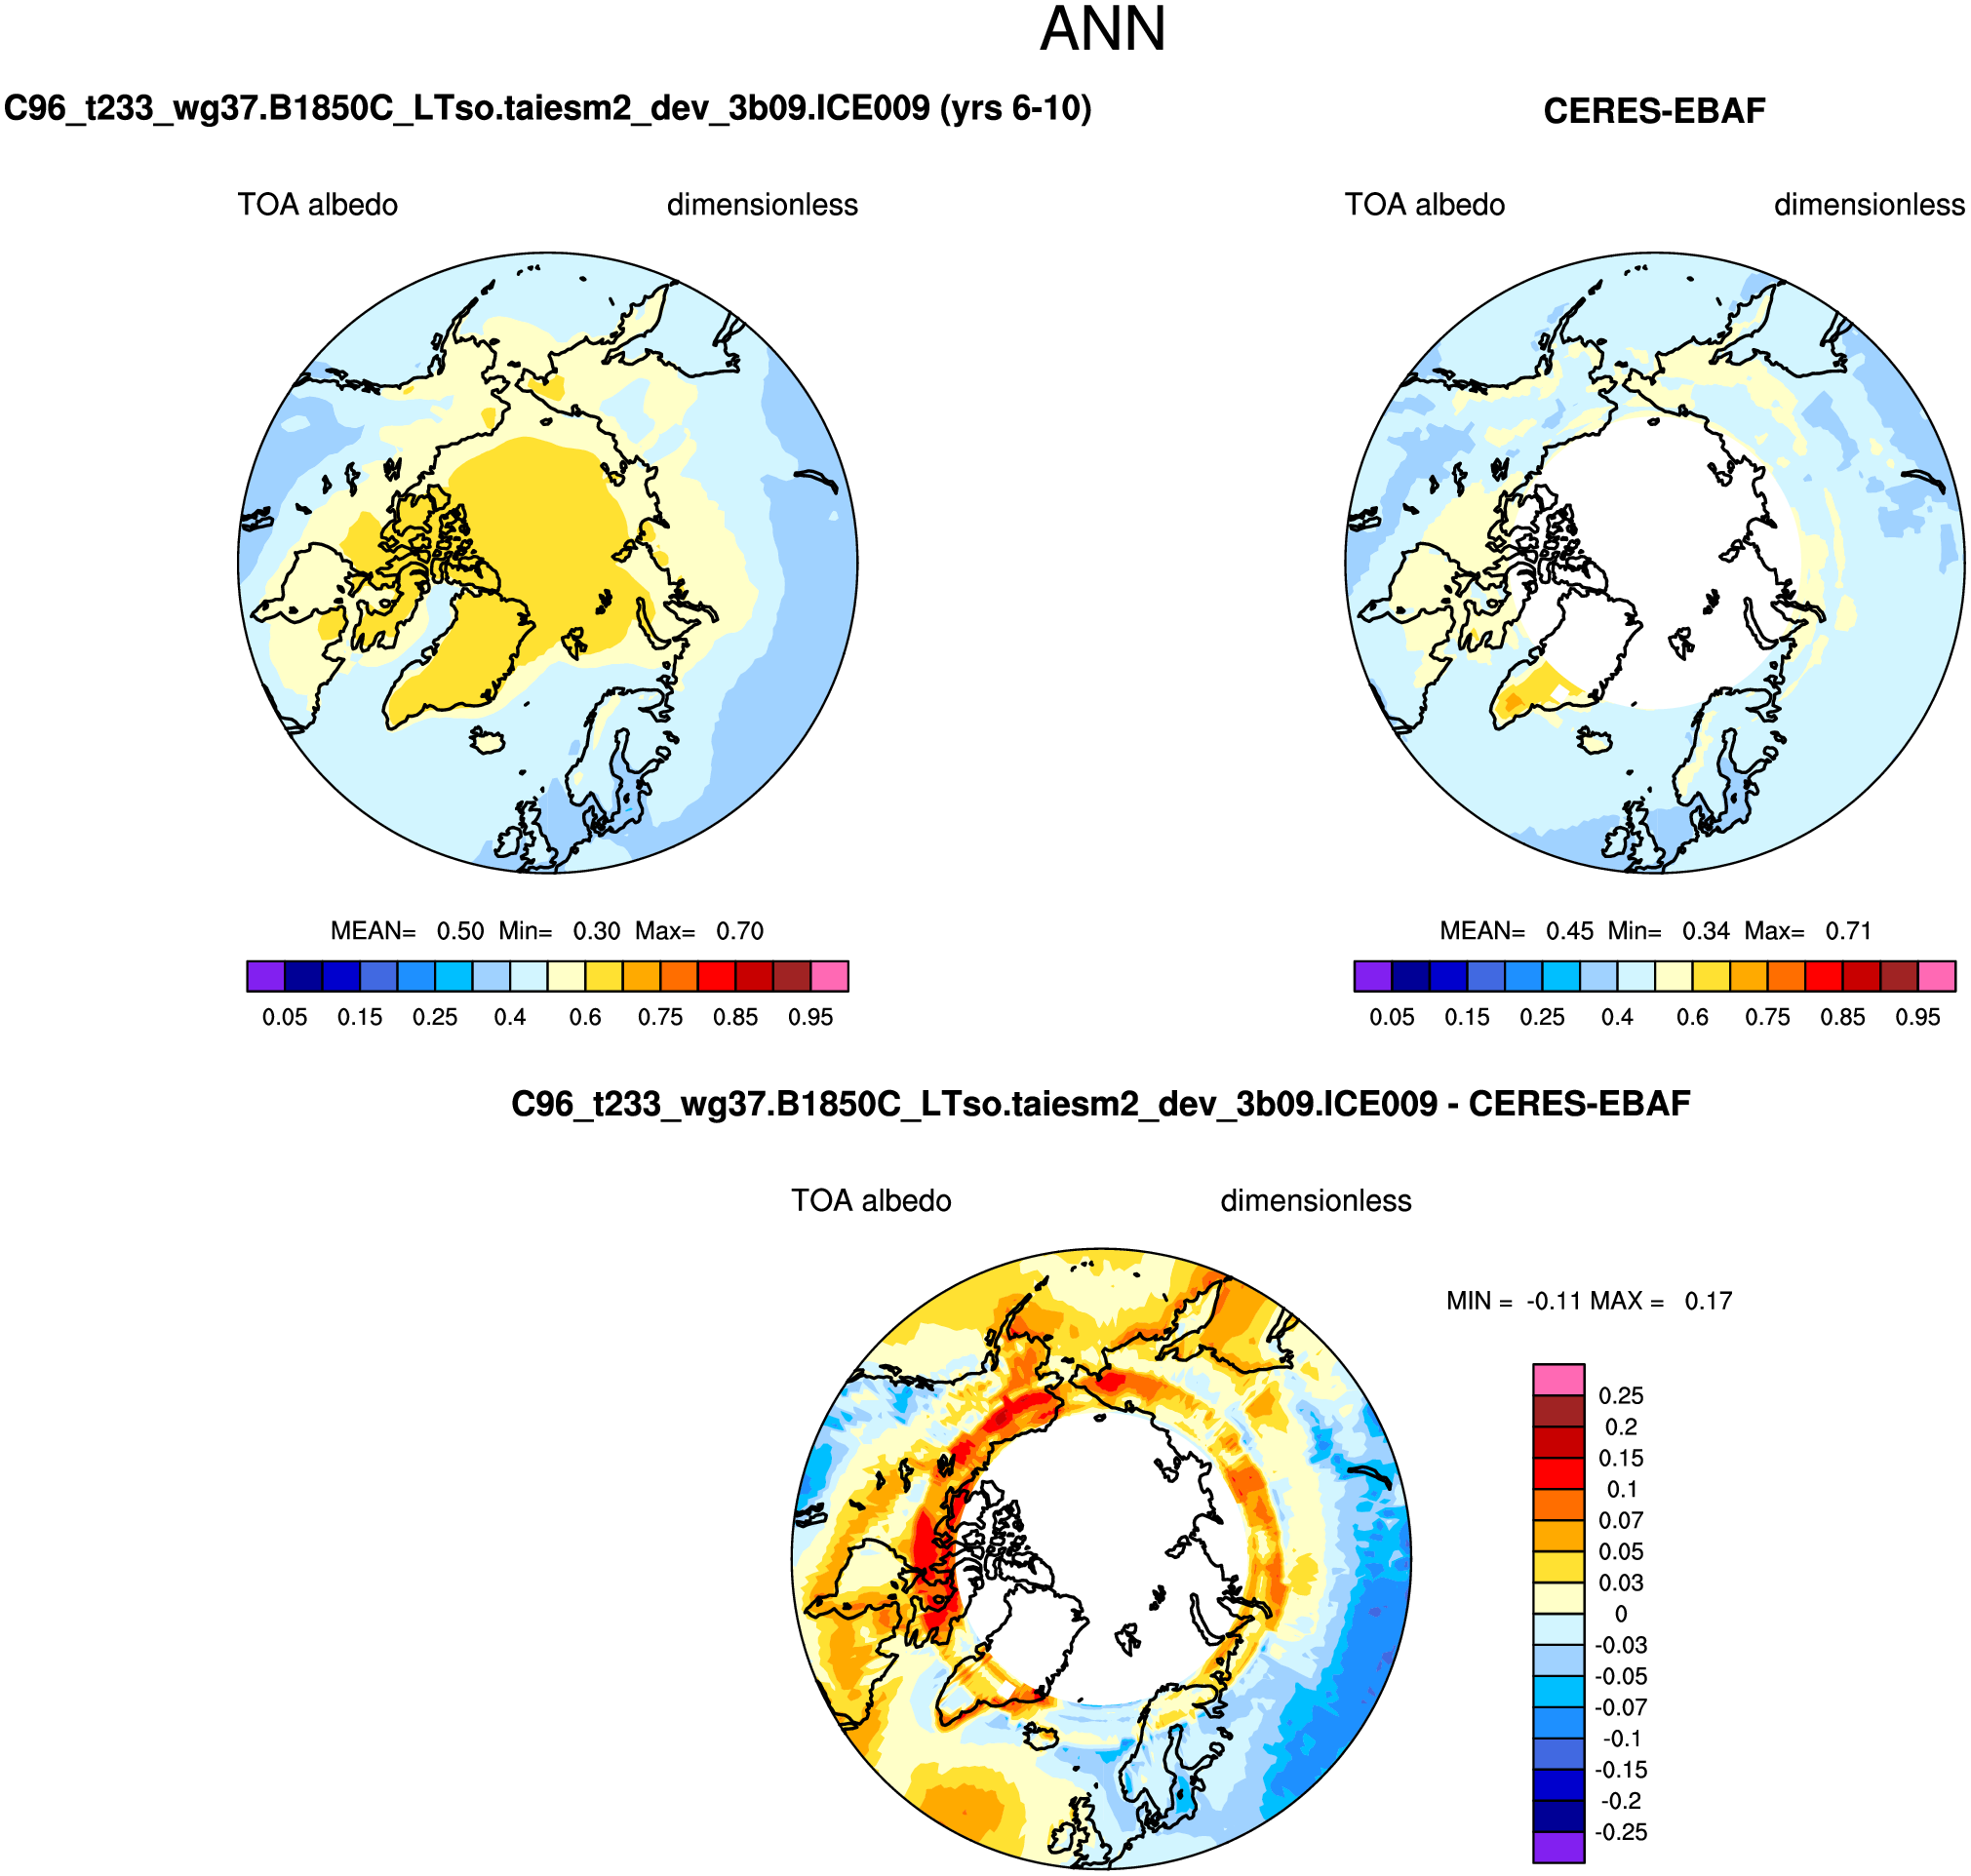 ANN
C96_t233_wg37.B1850C_LTso.taiesm2_dev_3b09.ICE009 (yrs 6-10)
CERES-EBAF
TOA albedo dimensionless
TOA albedo dimensionless
MEAN= 0.50 Min= 0.30 Max= 0.70
0.05 0.15 0.25 0.4 0.6 0.75 0.85 0.95
MEAN= 0.45 Min= 0.34 Max= 0.71
0.05 0.15 0.25 0.4 0.6 0.75 0.85 0.95
C96_t233_wg37.B1850C_LTso.taiesm2_dev_3b09.ICE009 - CERES-EBAF
TOA albedo dimensionless
MIN = -0.11 MAX = 0.17
0.25
0.2
0.15
0.1
0.07
0.05
0.03
0
-0.03
-0.05
-0.07
-0.1
-0.15
-0.2
-0.25